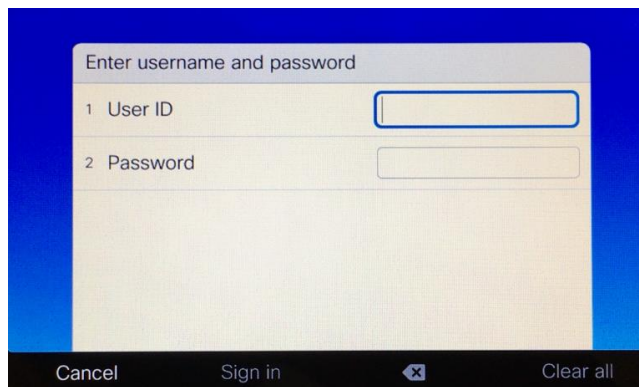 Enter username and password
1 User ID
2 Password
Cancel Sign in Clear all